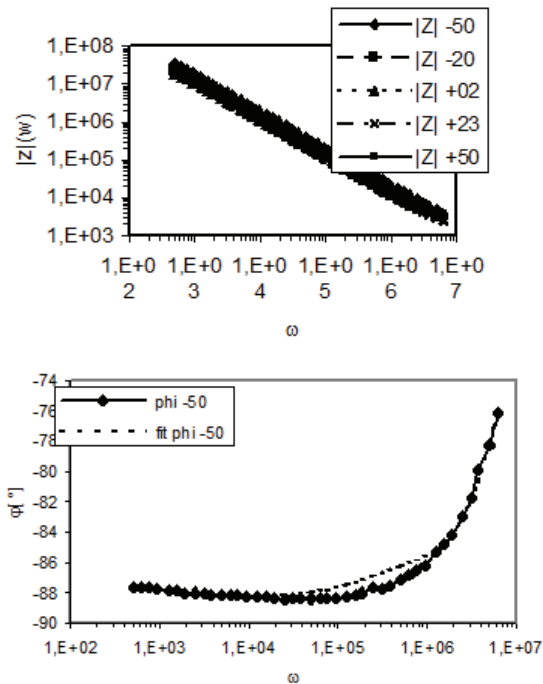 1,E+08
1,E+07
1,E+06
1,E+05
1,E+04
1,E+03
|Z|(w)
|Z| -50
|Z| -20
|Z| +02
|Z| +23
|Z| +50
1,E+0 1,E+0 1,E+0 1,E+0 1,E+0 1,E+0
2 3 4 5 6 7
ω
-74
-76
-78
-80
-82
-84
-86
-88
-90
φ[°]
phi -50
fit phi -50
1,E+02 1,E+03 1,E+04 1,E+05 1,E+06 1,E+07
ω